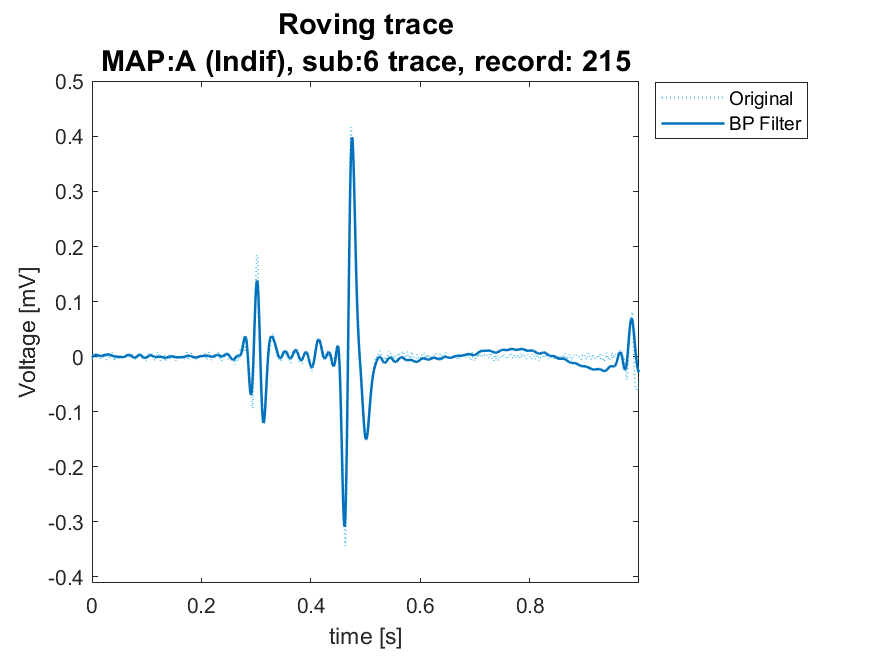 Roving trace
MAP:A (Indif), sub:6 trace, record: 215
Original
BP Filter
0.5
0.4
0.3
0.2
0.1
0
-0.1
-0.2
-0.3
-0.4
Voltage [mV]
0 0.2 0.4 0.6 0.8
time [s]